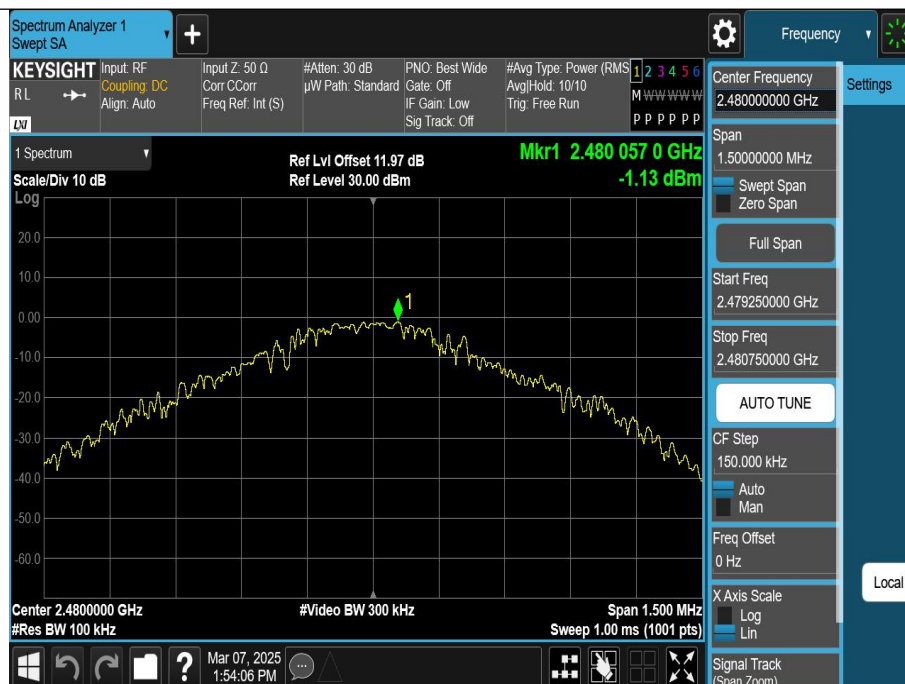 Spectrum Analyzer 1
Swept SA
+
Frequency
KEYSIGHT
RL
LXI
Input: RF
Coupling: DC
Align: Auto
Input Z: 50 Ω
Corr CCorr
Freq Ref: Int (S)
#Atten: 30 dB
µW Path: Standard
PNO: Best Wide
Gate: Off
IF Gain: Low
Sig Track: Off
#Avg Type: Power (RMS
Avg|Hold: 10/10
Trig: Free Run
1 2 3 4 5 6
M W W W W W
P P P P P P
1 Spectrum
Scale/Div 10 dB
Log
Ref Lvl Offset 11.97 dB
Ref Level 30.00 dBm
Mkr1 2.480 057 0 GHz
-1.13 dBm
20.0
10.0
0.00
-10.0
-20.0
-30.0
-40.0
-50.0
-60.0
1
Center 2.4800000 GHz
#Res BW 100 kHz
#Video BW 300 kHz
Span 1.500 MHz
Sweep 1.00 ms (1001 pts)
?
Mar 07, 2025
1:54:06 PM
Center Frequency
2.480000000 GHz
Span
1.50000000 MHz
Swept Span
Zero Span
Full Span
Start Freq
2.479250000 GHz
Stop Freq
2.480750000 GHz
AUTO TUNE
CF Step
150.000 kHz
Auto
Man
Freq Offset
0 Hz
X Axis Scale
Log
Lin
Signal Track
(Span Zoom)
Settings
Local